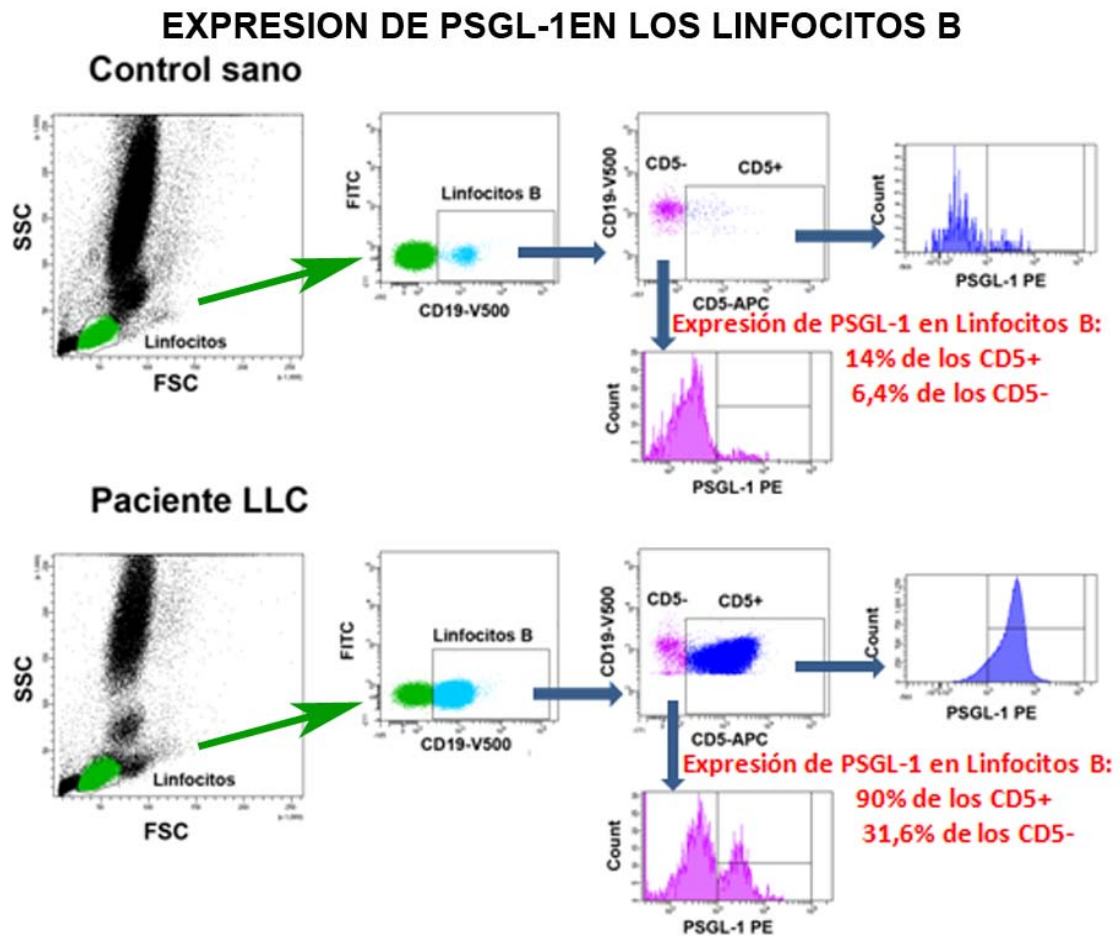 EXPRESION DE PSGL-1EN LOS LINFOCITOS B
Control sano
SSC
Linfocitos
FSC
FITC
Linfocitos B
CD19-V500
CD19-V500
CD5-
CD5+
CD5-APC
Count
PSGL-1 PE
Expresión de PSGL-1 en Linfocitos B:
14% de los CD5+
6,4% de los CD5-
Count
PSGL-1 PE
Paciente LLC
SSC
Linfocitos
FSC
FITC
Linfocitos B
CD19-V500
CD19-V500
CD5-
CD5+
CD5-APC
Count
PSGL-1 PE
Expresión de PSGL-1 en Linfocitos B:
90% de los CD5+
31,6% de los CD5-
Count
PSGL-1 PE